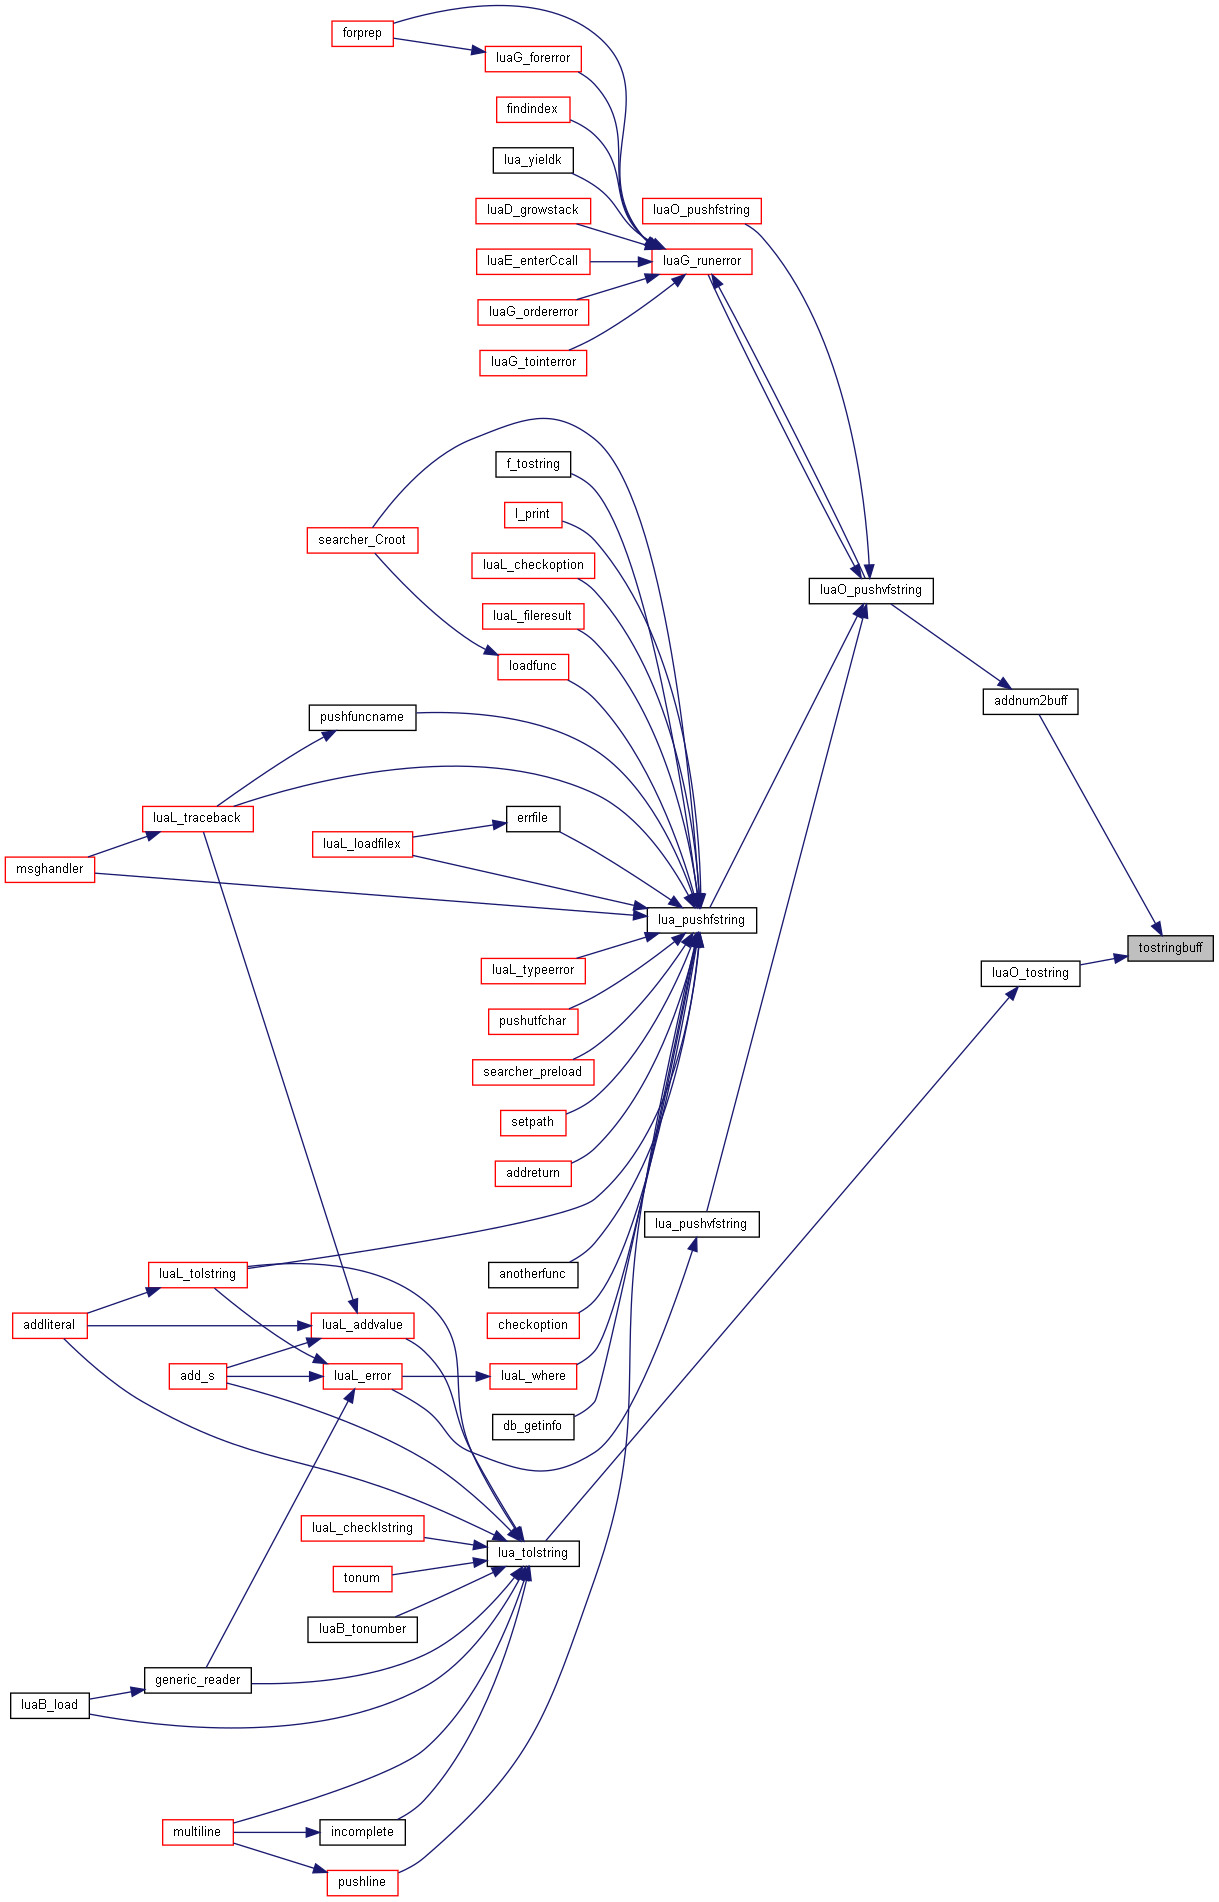 forprep
luaG_forerror
findindex
lua_yieldk
luaD_growstack
luaO_pushfstring
luaE_enterCcall
luaG_runerror
luaG_ordererror
luaG_tointerror
f_tostring
l_print
searcher_Croot
luaL_checkoption
luaO_pushvfstring
luaL_fileresult
loadfunc
addnum2buff
pushfuncname
luaL_traceback
errfile
luaL_loadfilex
msghandler
lua_pushfstring
tostringbuff
luaL_typeerror
luaO_tostring
pushutfchar
searcher_preload
setpath
addreturn
lua_pushvfstring
luaL_tolstring
anotherfunc
addliteral
luaL_addvalue
checkoption
add_s
luaL_error
luaL_where
db_getinfo
luaL_checklstring
lua_tolstring
tonum
luaB_tonumber
generic_reader
luaB_load
multiline
incomplete
pushline